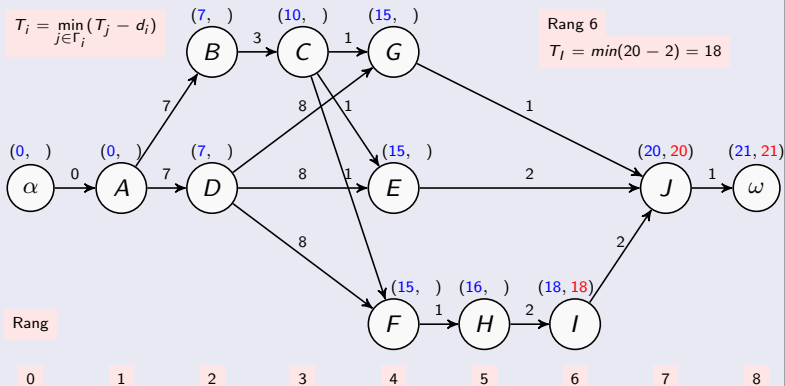 T_i = min (T_j − d_i)
j∈Γ_i
Rang 6
T_I = min(20 − 2) = 18
(7, )
(10, )
(15, )
B
3
C
1
G
7
8
1
1
(0, )
(0, )
(7, )
(15, )
(20, 20)
(21, 21)
α
0
A
7
D
8
1
E
2
J
1
ω
8
2
(15, )
(16, )
(18, 18)
Rang
F
1
H
2
I
0
1
2
3
4
5
6
7
8